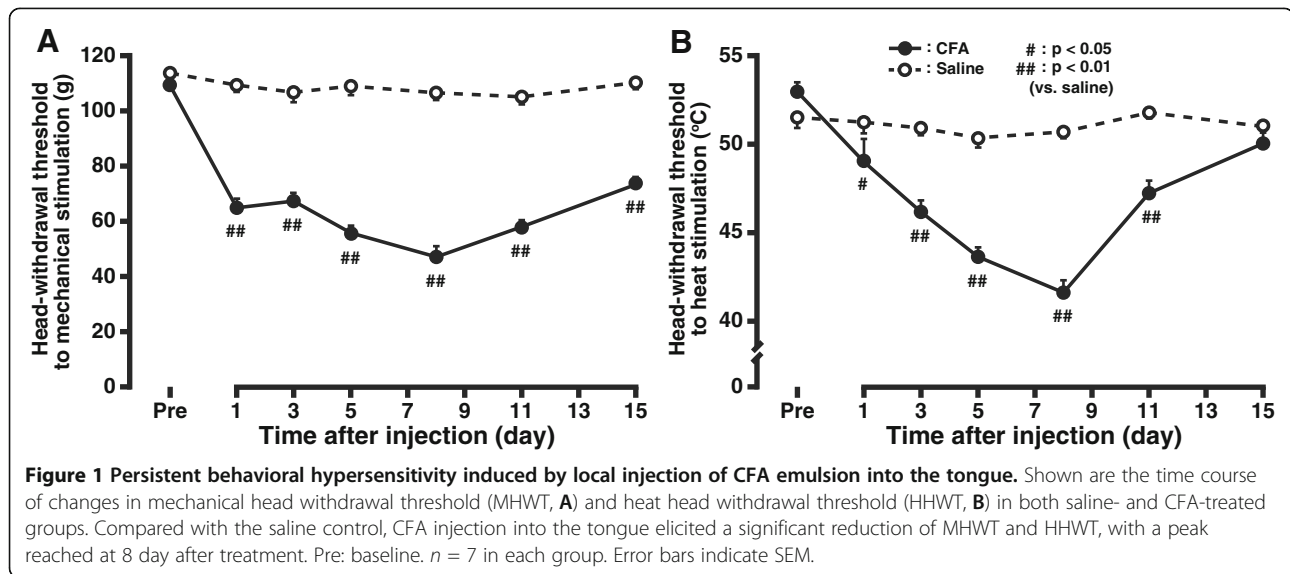 A
Head-withdrawal threshold
to mechanical stimulation (g)
120
100
80
60
40
20
0
##
##
##
##
##
##
Pre
1
3
5
7
9
11
13
15
Time after injection (day)
B
: CFA
: Saline
# : p < 0.05
## : p < 0.01
(vs. saline)
Head-withdrawal threshold
to heat stimulation (°C)
55
50
45
40
0
#
##
##
##
##
Pre
1
3
5
7
9
11
13
15
Time after injection (day)
Figure 1 Persistent behavioral hypersensitivity induced by local injection of CFA emulsion into the tongue. Shown are the time course
of changes in mechanical head withdrawal threshold (MHWT, A) and heat head withdrawal threshold (HHWT, B) in both saline- and CFA-treated
groups. Compared with the saline control, CFA injection into the tongue elicited a significant reduction of MHWT and HHWT, with a peak
reached at 8 day after treatment. Pre: baseline. n = 7 in each group. Error bars indicate SEM.